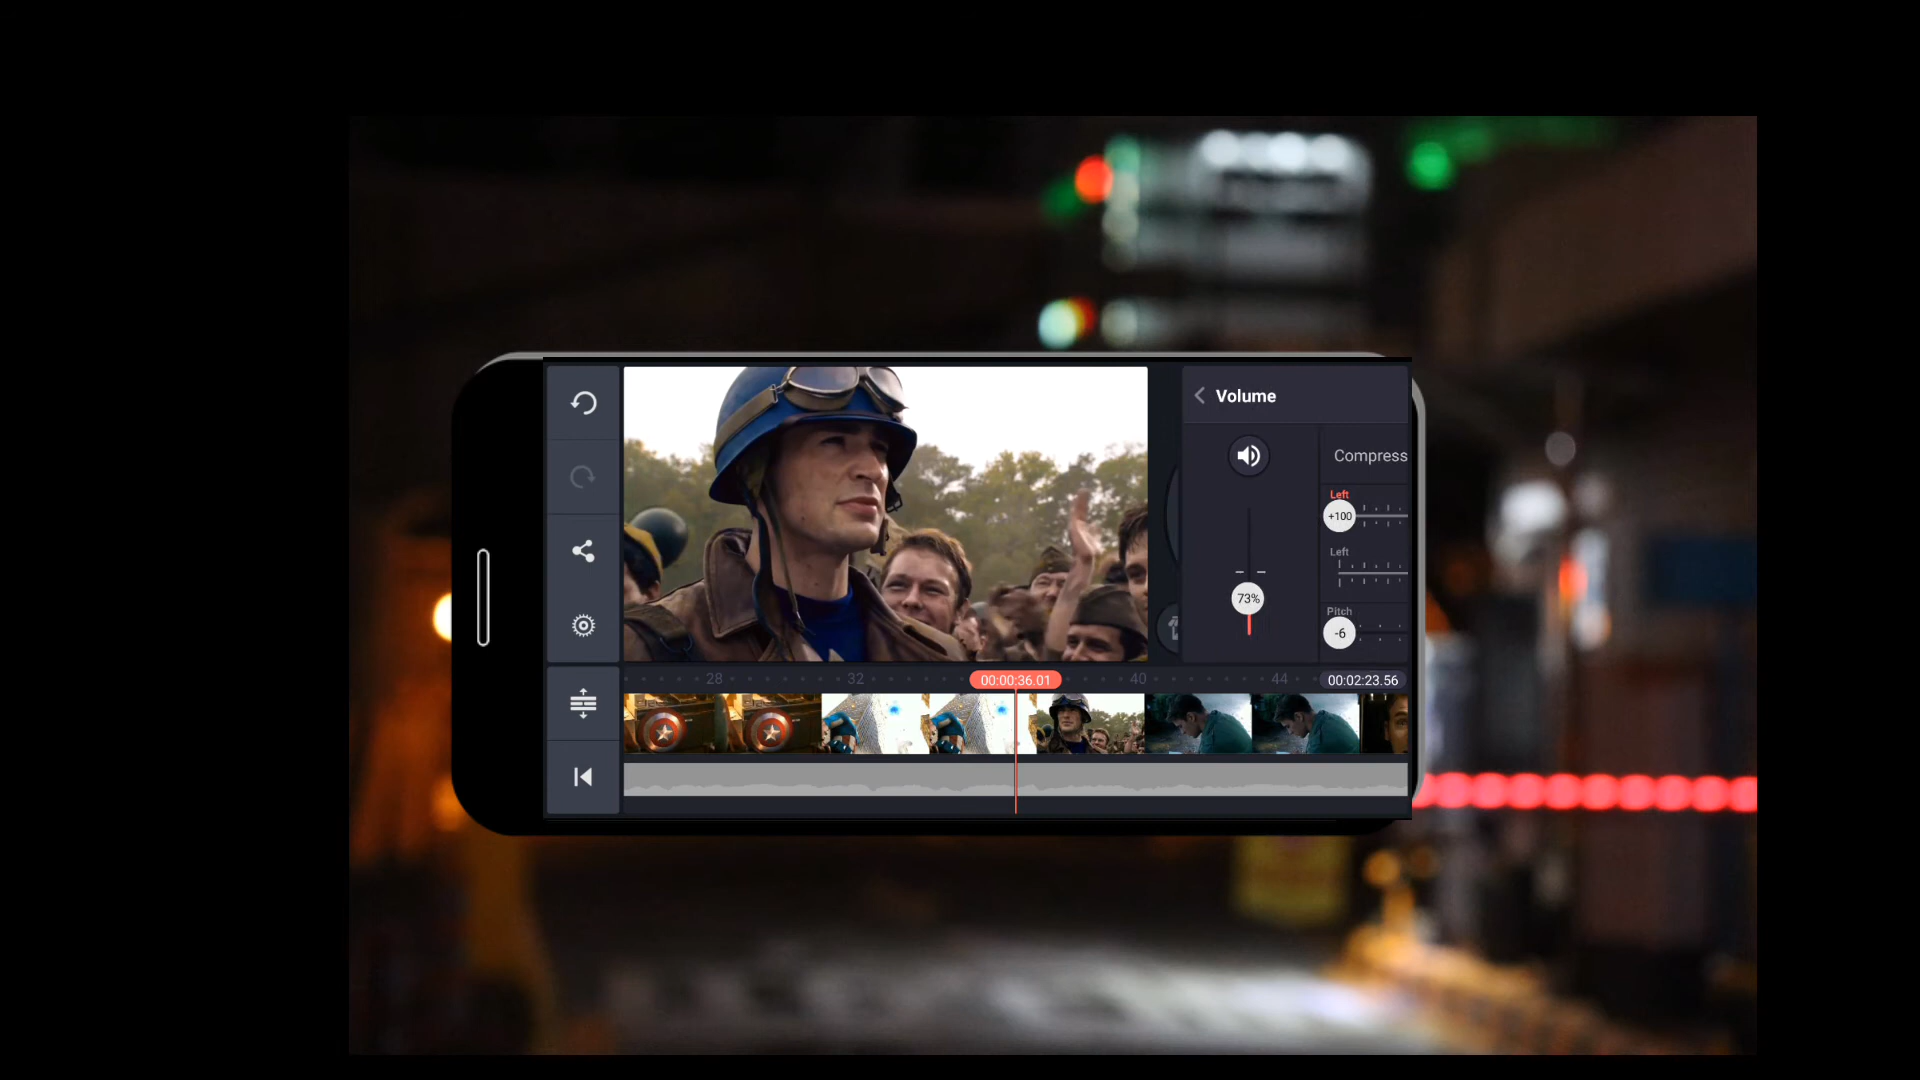 Volume
Compress
Left
+100
Left
73%
Pitch
-6
28
32
00:00:36.01
40
44
00:02:23.56